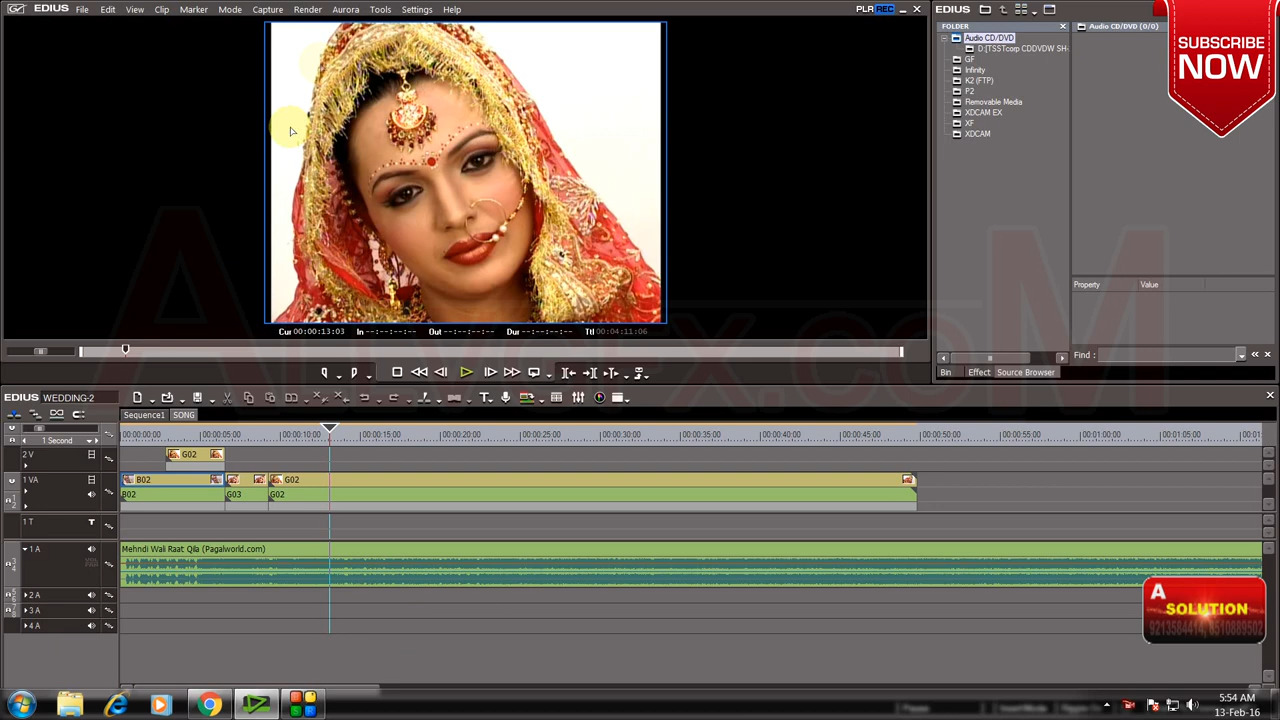 EDIUS File Edit View Clip Marker Mode Capture Render Aurora Tools Settings Help
PLR REC
EDIUS
FOLDER
Audio CD/DVD
D:[TSSTcorp CDDVDW SH-
GF
Infinity
K2 (FTP)
P2
Removable Media
XDCAM EX
XF
XDCAM
Audio CD/DVD (0/0)
SUBSCRIBE
NOW
Property Value
Find :
Bin Effect Source Browser
Cur 00:00:13:03 In --:--:--:-- Out --:--:--:-- Dur --:--:--:-- Ttl 00:04:11:06
EDIUS WEDDING-2
Sequence1 SONG
1 Second
00:00:00:00 00:00:05:00 00:00:10:00 00:00:15:00 00:00:20:00 00:00:25:00 00:00:30:00 00:00:35:00 00:00:40:00 00:00:45:00 00:00:50:00 00:00:55:00 00:01:00:00 00:01:05:00 00:01:
2 V G02
1 VA B02 G02
B02 G03 G02
1 T T
1 A Mehndi Wali Raat Qila (Pagalworld.com)
2 A
3 A
4 A
A
SOLUTION
9213584414, 8510889502
Pause
5:54 AM
13-Feb-16